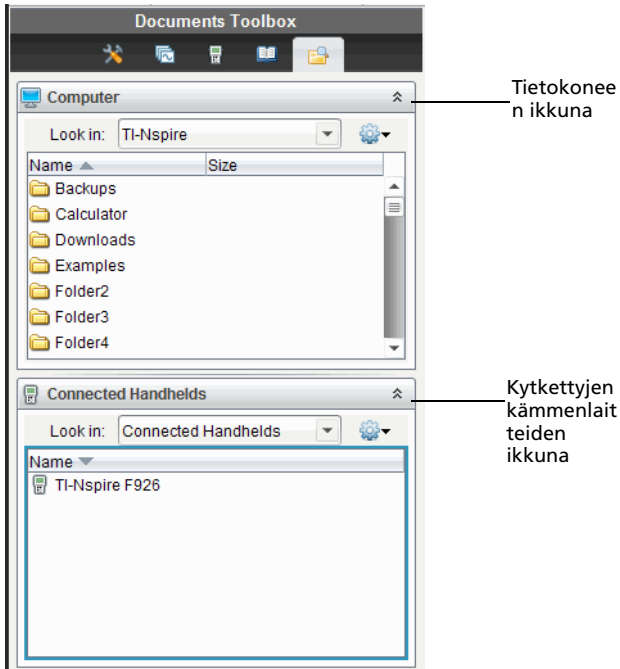 Documents Toolbox
Computer
Tietokonee
n ikkuna
Look in: TI-Nspire
Name Size
Backups
Calculator
Downloads
Examples
Folder2
Folder3
Folder4
Connected Handhelds
Kytkettyjen
kämmenlait
teiden
ikkuna
Look in: Connected Handhelds
Name
TI-Nspire F926